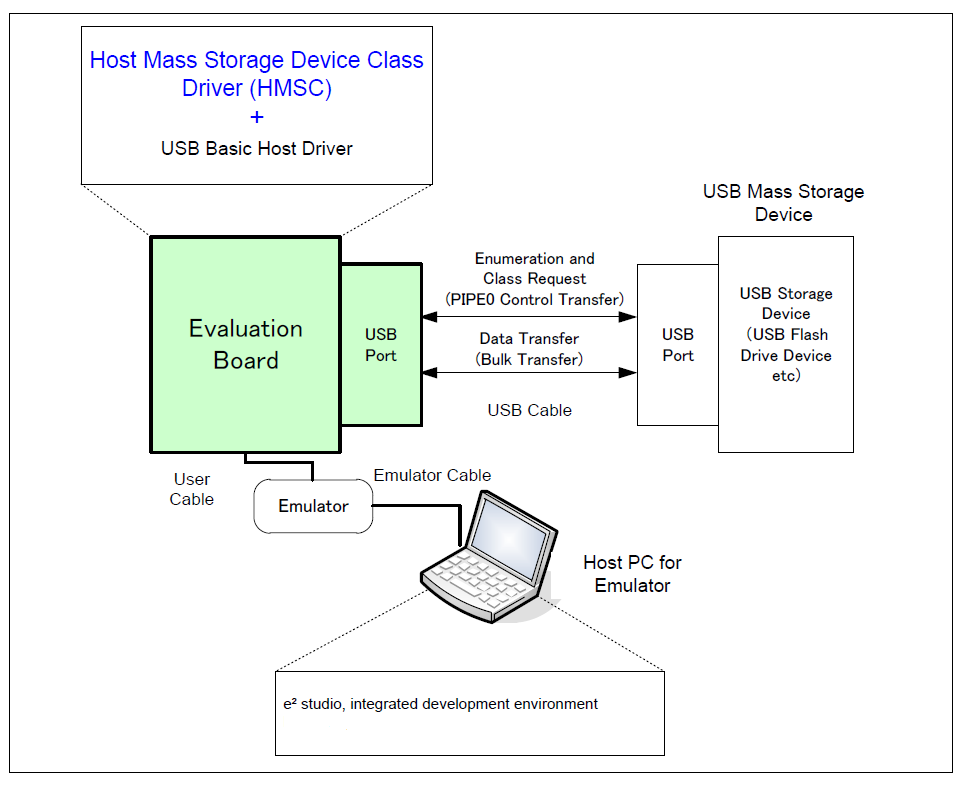 Host Mass Storage Device Class
Driver (HMSC)
+
USB Basic Host Driver
USB Mass Storage
Device
Evaluation
Board
USB
Port
Enumeration and
Class Request
(PIPE0 Control Transfer)
Data Transfer
(Bulk Transfer)
USB Cable
USB
Port
USB Storage
Device
(USB Flash
Drive Device
etc)
User
Cable
Emulator
Emulator Cable
Host PC for
Emulator
e² studio, integrated development environment